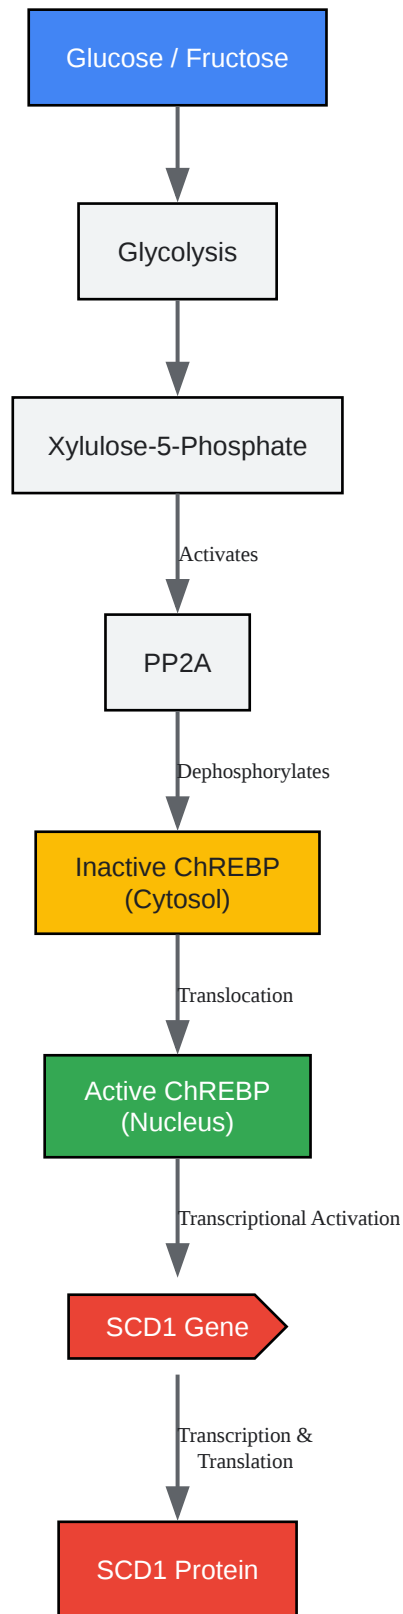 Glucose / Fructose
Glycolysis
Xylulose-5-Phosphate
Activates
PP2A
Dephosphorylates
Inactive ChREBP
(Cytosol)
Translocation
Active ChREBP
(Nucleus)
Transcriptional Activation
SCD1 Gene
Transcription &
Translation
SCD1 Protein